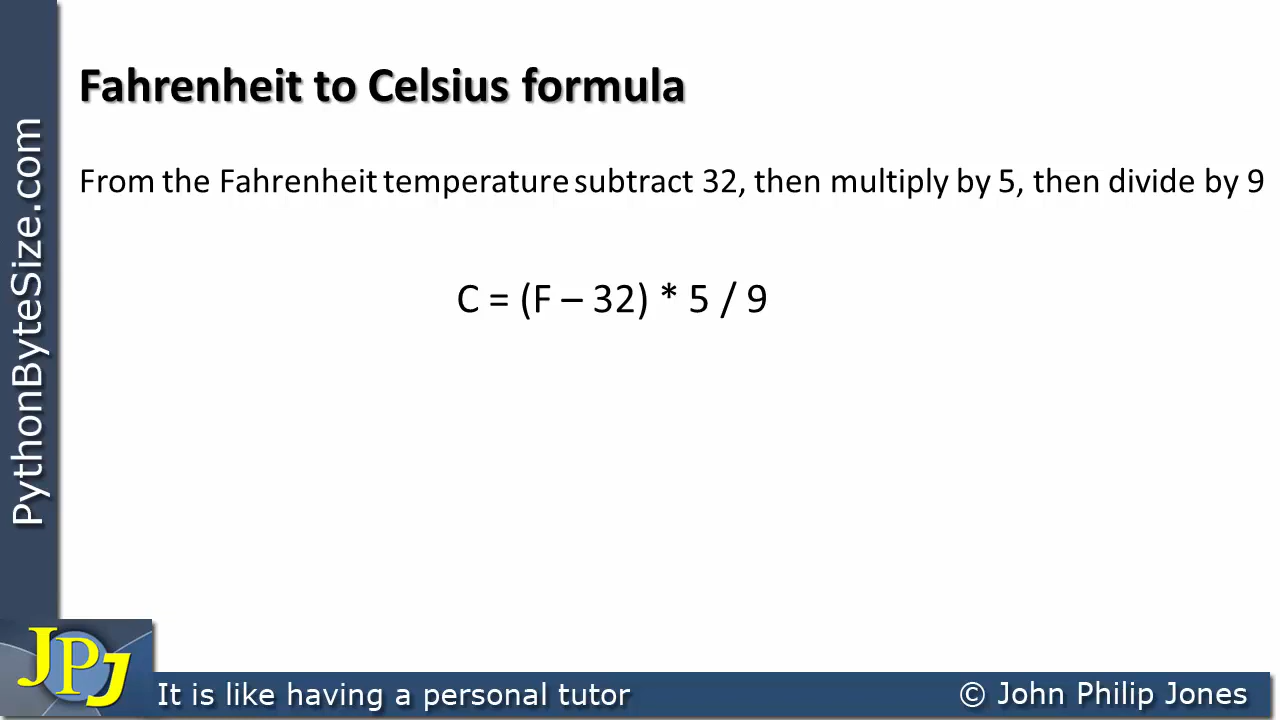 Fahrenheit to Celsius formula
From the Fahrenheit temperature subtract 32, then multiply by 5, then divide by 9
C = (F – 32) * 5 / 9
PythonByteSize.com
JPJ
It is like having a personal tutor
© John Philip Jones